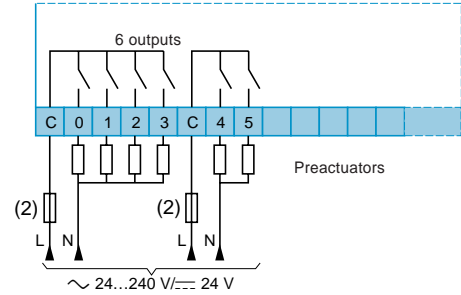 6 outputs
C 0 1 2 3 C 4 5
Preactuators
(2) (2)
L N L N
~ 24...240 V/⎓ 24 V